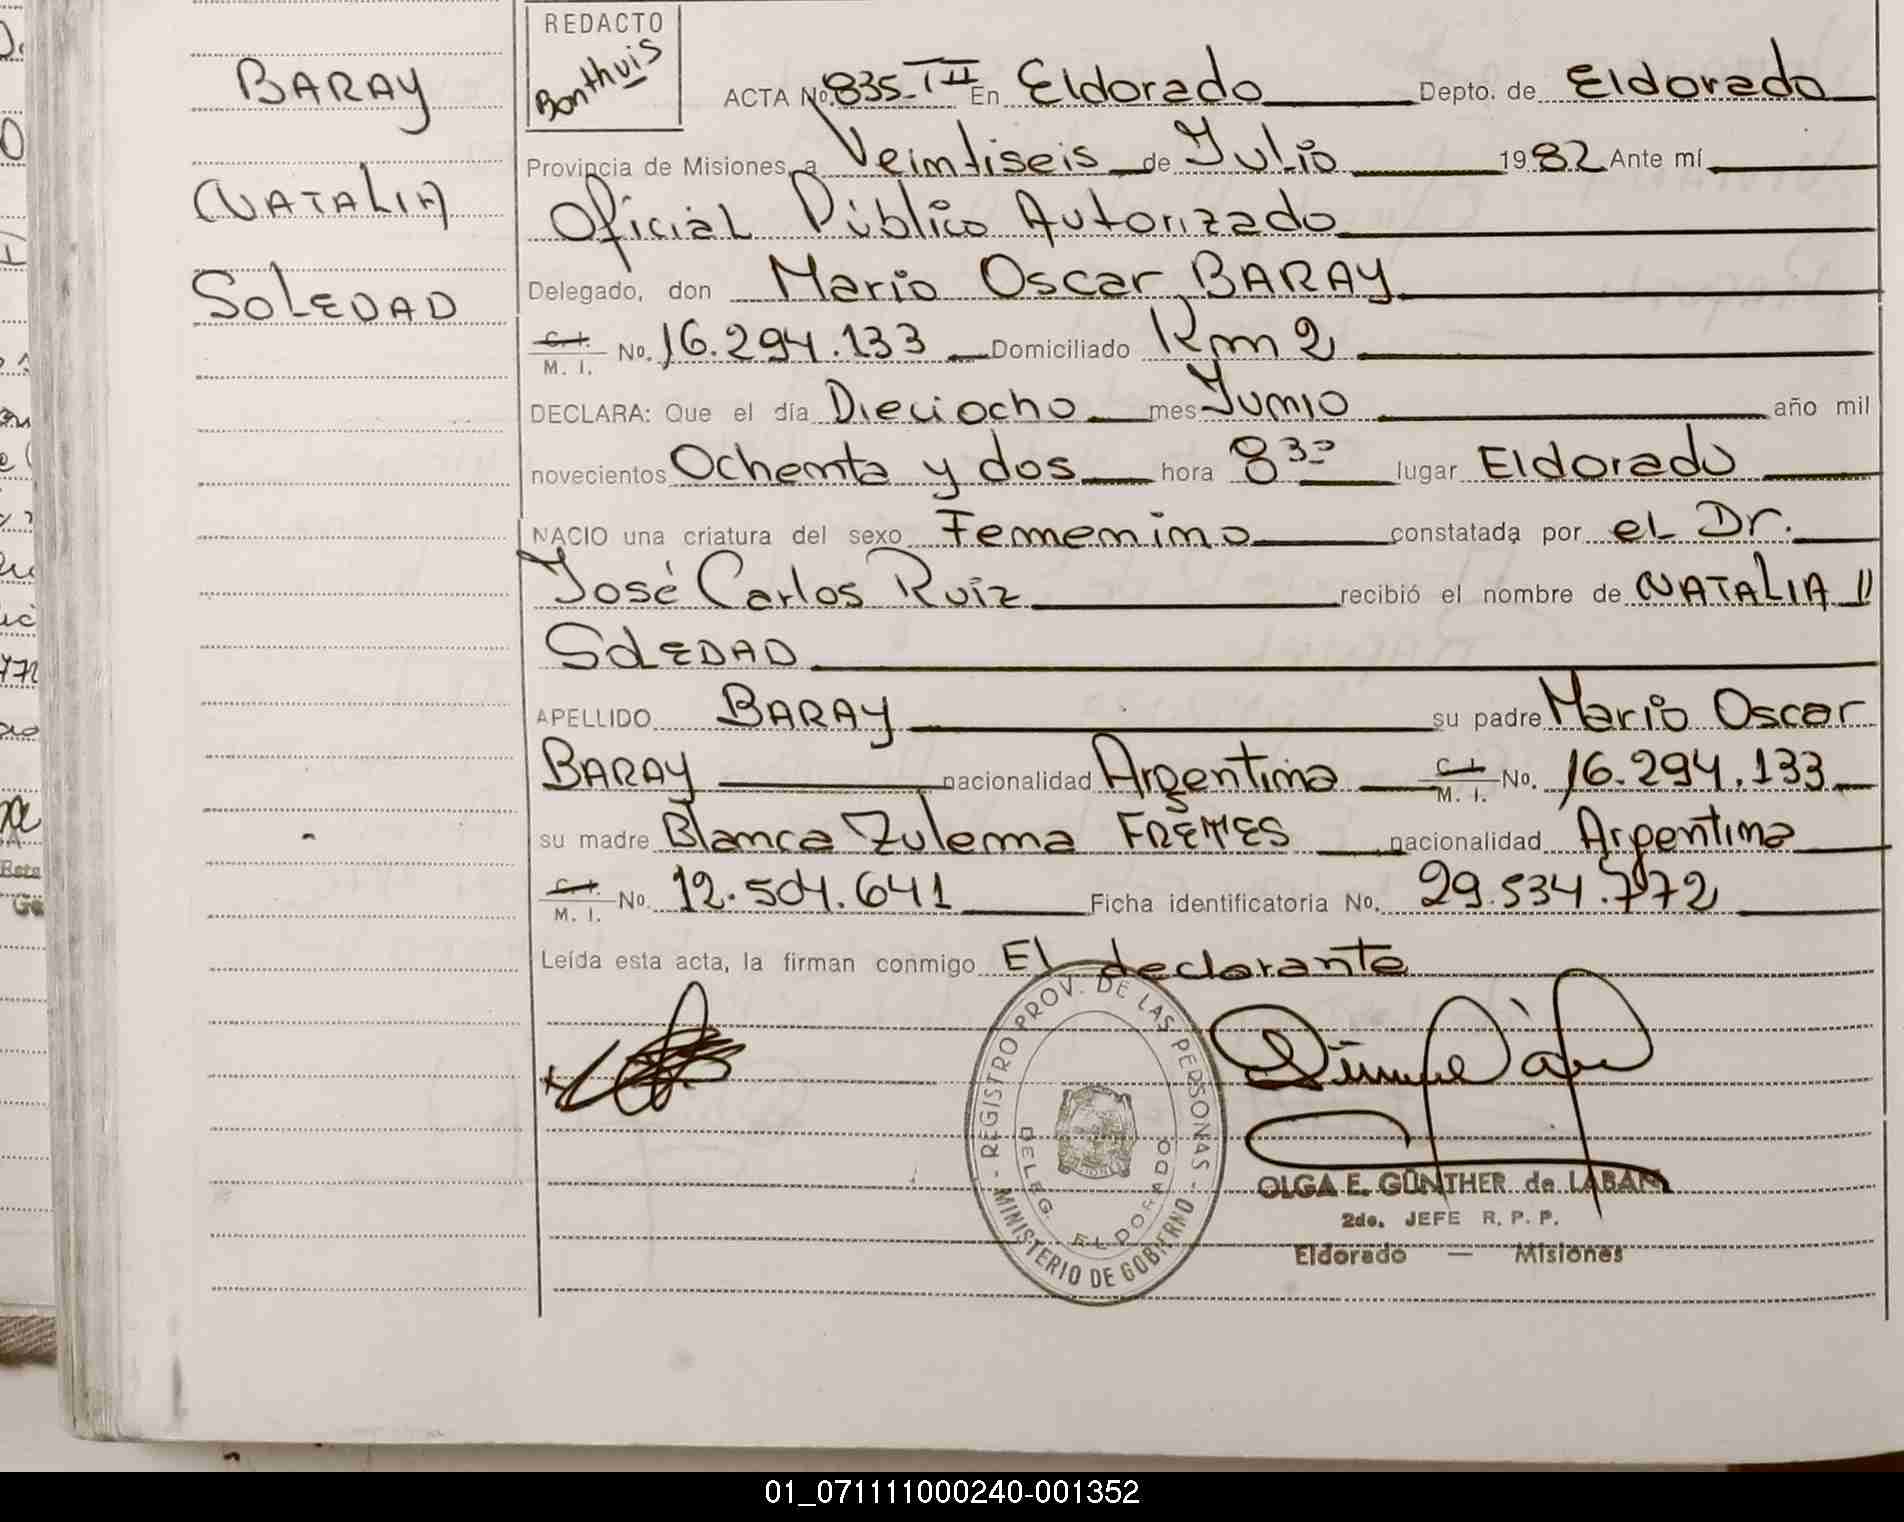 BARAY
NATALIA
SOLEDAD
REDACTO
Bonthuis
ACTA No. 835-TII En Eldorado Depto. de Eldorado
Provincia de Misiones, a Veintiseis de Julio 1982 Ante mí
Oficial Público Autorizado
Delegado, don Mario Oscar BARAY
C. I. M. I. No. 16.294.133 Domiciliado Km 2
DECLARA: Que el día Dieciocho mes Junio año mil
novecientos Ochenta y dos hora 8 30 lugar Eldorado
NACIO una criatura del sexo Femenino constatada por el Dr.
José Carlos Ruiz recibió el nombre de NATALIA
SOLEDAD
APELLIDO BARAY su padre Mario Oscar
BARAY nacionalidad Argentina C. I. M. I. No. 16.294.133
su madre Blanca Zulema nacionalidad Argentina
C. I. M. I. No. 12.504.641 Ficha identificatoria No. 29.534.772
Leída esta acta, la firman conmigo El declarante
- REGISTRO PROV. DE LAS PERSONAS -
MINISTERIO DE GOBIERNO
DELEG. ELDORADO
OLGA E. GÜNTHER de LABAN
2do. JEFE R. P. P.
Eldorado — Misiones
01_071111000240-001352